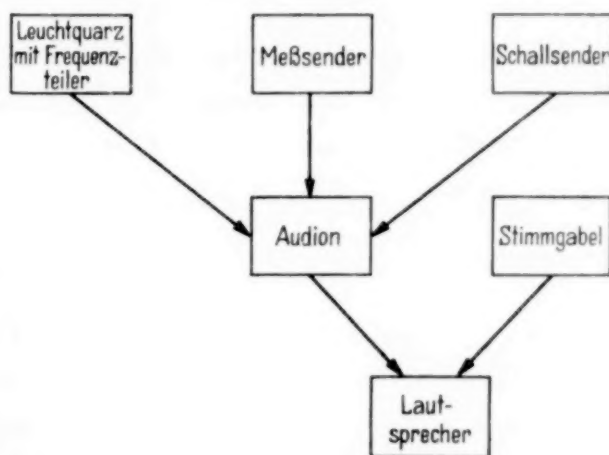 Leuchtquarz
mit Frequenz-
teiler
Meßsender
Schallsender
Audion
Stimmgabel
Laut-
sprecher